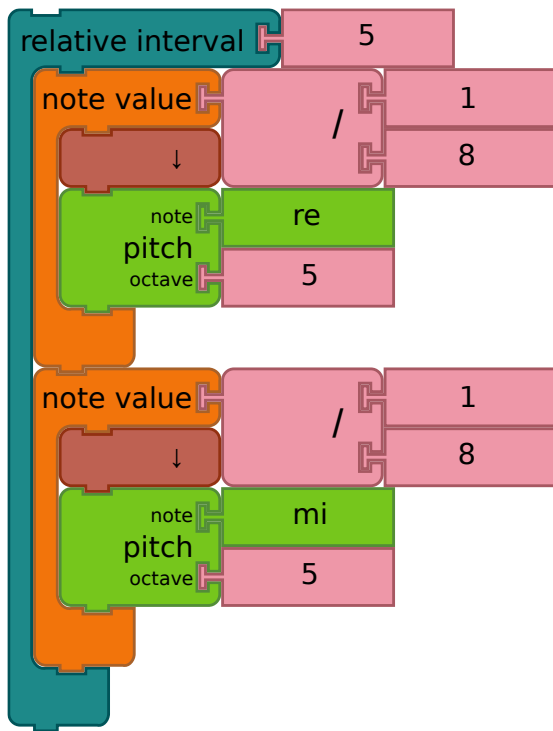 relative interval 5
note value / 1
8
↓
note re
pitch
octave 5
note value / 1
8
↓
note mi
pitch
octave 5